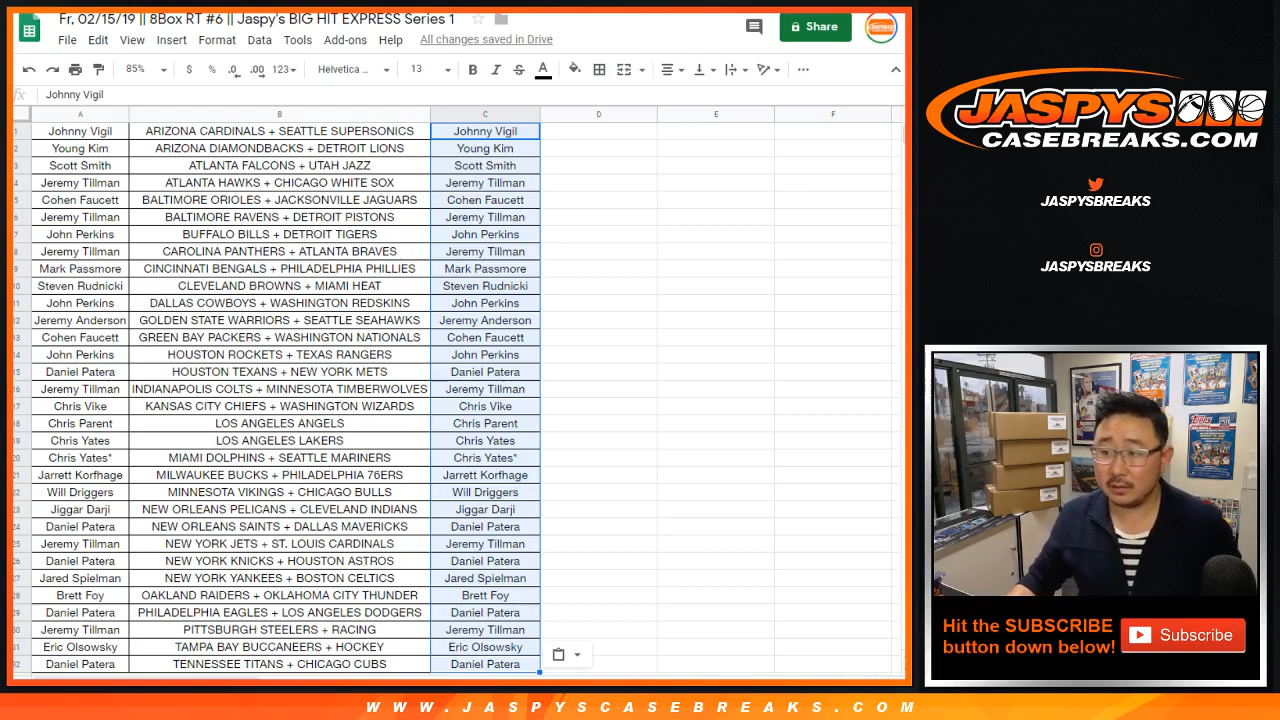 Fr, 02/15/19 || 8Box RT #6 || Jaspy's BIG HIT EXPRESS Series 1
File Edit View Insert Format Data Tools Add-ons Help All changes saved in Drive
Share
85% $ % .0 .00 123 Helvetica ... 13 B I S A
fx Johnny Vigil
A B C D E F
1 Johnny Vigil ARIZONA CARDINALS + SEATTLE SUPERSONICS Johnny Vigil
2 Young Kim ARIZONA DIAMONDBACKS + DETROIT LIONS Young Kim
3 Scott Smith ATLANTA FALCONS + UTAH JAZZ Scott Smith
4 Jeremy Tillman ATLANTA HAWKS + CHICAGO WHITE SOX Jeremy Tillman
5 Cohen Faucett BALTIMORE ORIOLES + JACKSONVILLE JAGUARS Cohen Faucett
6 Jeremy Tillman BALTIMORE RAVENS + DETROIT PISTONS Jeremy Tillman
7 John Perkins BUFFALO BILLS + DETROIT TIGERS John Perkins
8 Jeremy Tillman CAROLINA PANTHERS + ATLANTA BRAVES Jeremy Tillman
9 Mark Passmore CINCINNATI BENGALS + PHILADELPHIA PHILLIES Mark Passmore
10 Steven Rudnicki CLEVELAND BROWNS + MIAMI HEAT Steven Rudnicki
11 John Perkins DALLAS COWBOYS + WASHINGTON REDSKINS John Perkins
12 Jeremy Anderson GOLDEN STATE WARRIORS + SEATTLE SEAHAWKS Jeremy Anderson
13 Cohen Faucett GREEN BAY PACKERS + WASHINGTON NATIONALS Cohen Faucett
14 John Perkins HOUSTON ROCKETS + TEXAS RANGERS John Perkins
15 Daniel Patera HOUSTON TEXANS + NEW YORK METS Daniel Patera
16 Jeremy Tillman INDIANAPOLIS COLTS + MINNESOTA TIMBERWOLVES Jeremy Tillman
17 Chris Vike KANSAS CITY CHIEFS + WASHINGTON WIZARDS Chris Vike
18 Chris Parent LOS ANGELES ANGELS Chris Parent
19 Chris Yates LOS ANGELES LAKERS Chris Yates
20 Chris Yates* MIAMI DOLPHINS + SEATTLE MARINERS Chris Yates*
21 Jarrett Korfhage MILWAUKEE BUCKS + PHILADELPHIA 76ERS Jarrett Korfhage
22 Will Driggers MINNESOTA VIKINGS + CHICAGO BULLS Will Driggers
23 Jiggar Darji NEW ORLEANS PELICANS + CLEVELAND INDIANS Jiggar Darji
24 Daniel Patera NEW ORLEANS SAINTS + DALLAS MAVERICKS Daniel Patera
25 Jeremy Tillman NEW YORK JETS + ST. LOUIS CARDINALS Jeremy Tillman
26 Daniel Patera NEW YORK KNICKS + HOUSTON ASTROS Daniel Patera
27 Jared Spielman NEW YORK YANKEES + BOSTON CELTICS Jared Spielman
28 Brett Foy OAKLAND RAIDERS + OKLAHOMA CITY THUNDER Brett Foy
29 Daniel Patera PHILADELPHIA EAGLES + LOS ANGELES DODGERS Daniel Patera
30 Jeremy Tillman PITTSBURGH STEELERS + RACING Jeremy Tillman
31 Eric Olsowsky TAMPA BAY BUCCANEERS + HOCKEY Eric Olsowsky
32 Daniel Patera TENNESSEE TITANS + CHICAGO CUBS Daniel Patera
JASPYS
CASEBREAKS.COM
JASPYSBREAKS
JASPYSBREAKS
Topps
Hit the SUBSCRIBE
button down below!
Subscribe
WWW.JASPYSCASEBREAKS.COM